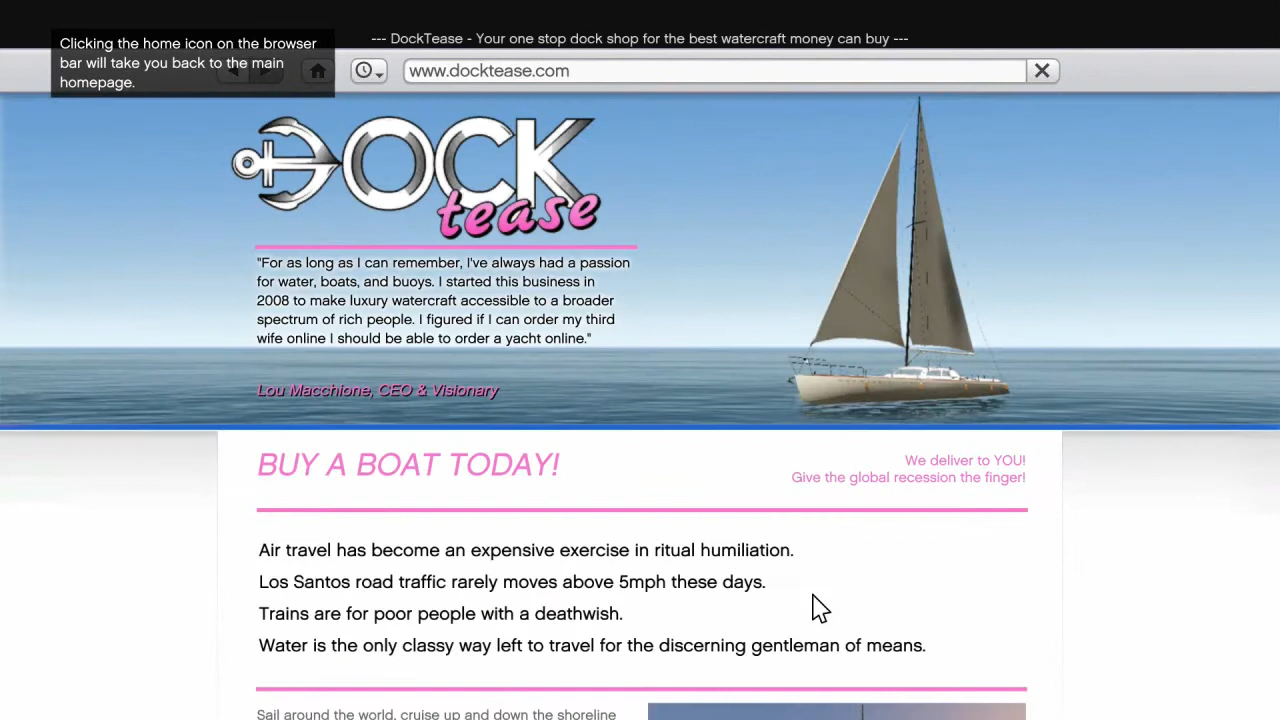 --- DockTease - Your one stop dock shop for the best watercraft money can buy ---
Clicking the home icon on the browser
bar will take you back to the main
homepage.
www.docktease.com
DOCK
tease
"For as long as I can remember, I've always had a passion
for water, boats, and buoys. I started this business in
2008 to make luxury watercraft accessible to a broader
spectrum of rich people. I figured if I can order my third
wife online I should be able to order a yacht online."
Lou Macchione, CEO & Visionary
BUY A BOAT TODAY!
We deliver to YOU!
Give the global recession the finger!
Air travel has become an expensive exercise in ritual humiliation.
Los Santos road traffic rarely moves above 5mph these days.
Trains are for poor people with a deathwish.
Water is the only classy way left to travel for the discerning gentleman of means.
Sail around the world, cruise up and down the shoreline